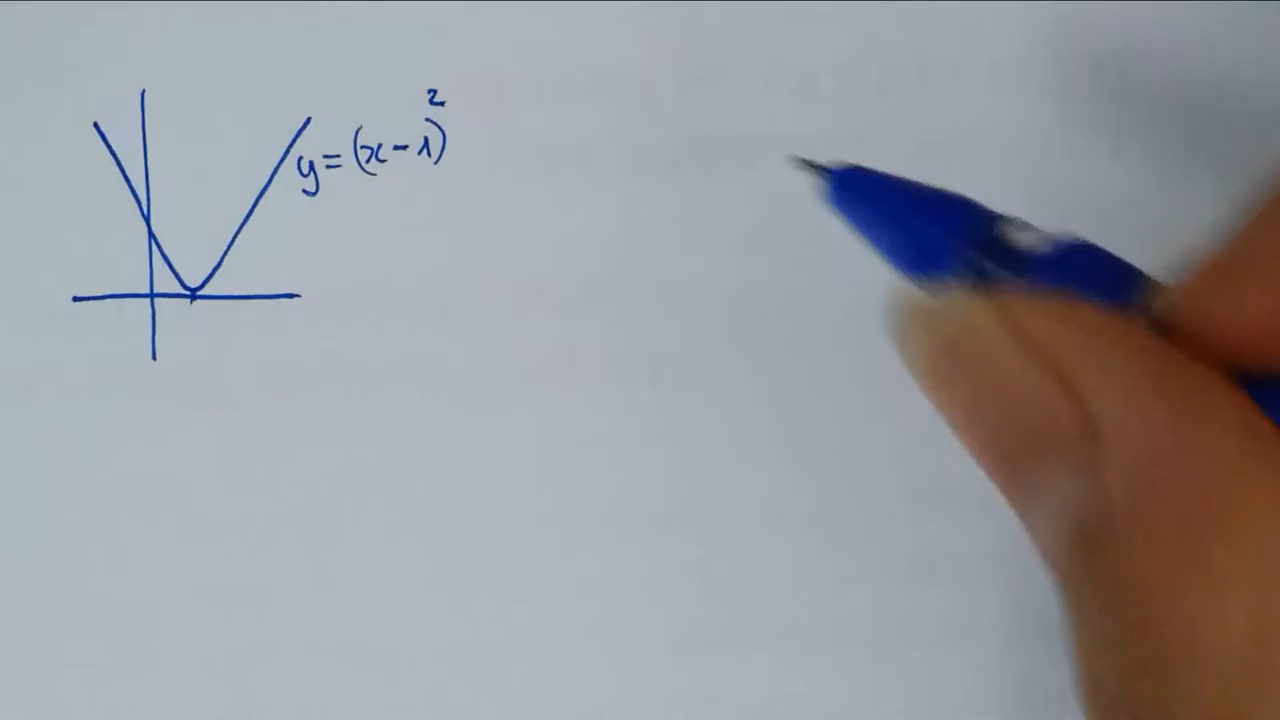 y = (x - 1)²